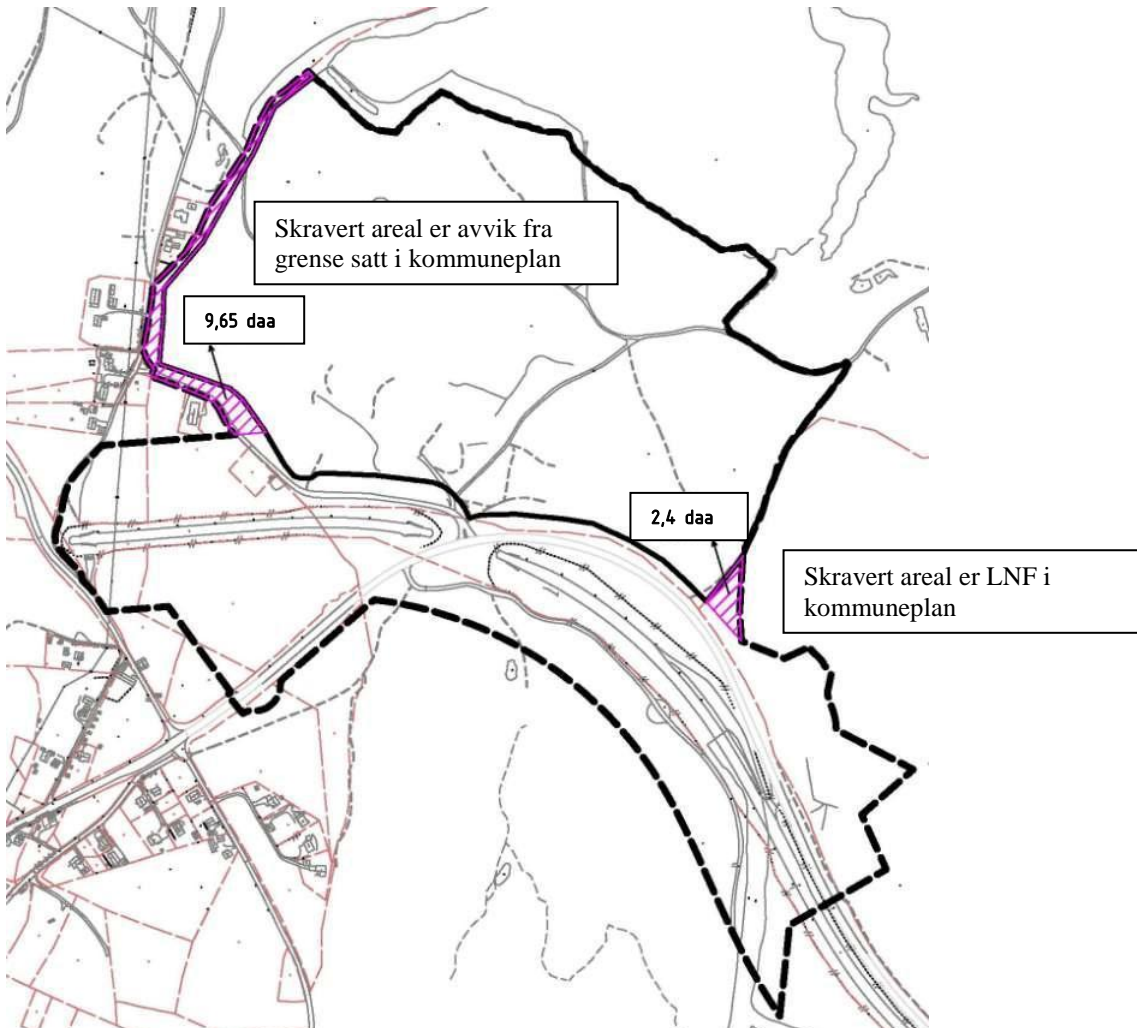 Skravert areal er avvik fra
grense satt i kommuneplan
9,65 daa
2,4 daa
Skravert areal er LNF i
kommuneplan